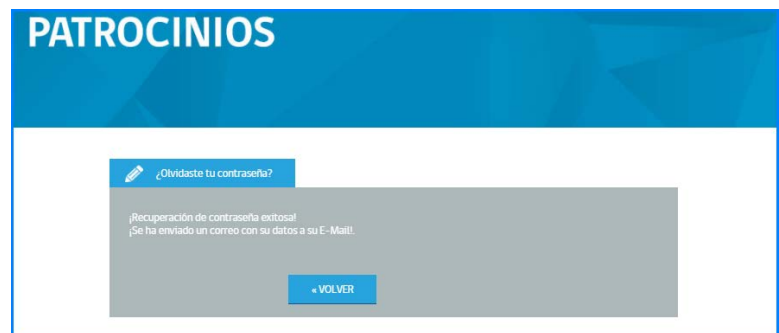 PATROCINIOS
¿Olvidaste tu contraseña?
¡Recuperación de contraseña exitosa!
¡Se ha enviado un correo con su datos a su E-Mail!.
« VOLVER